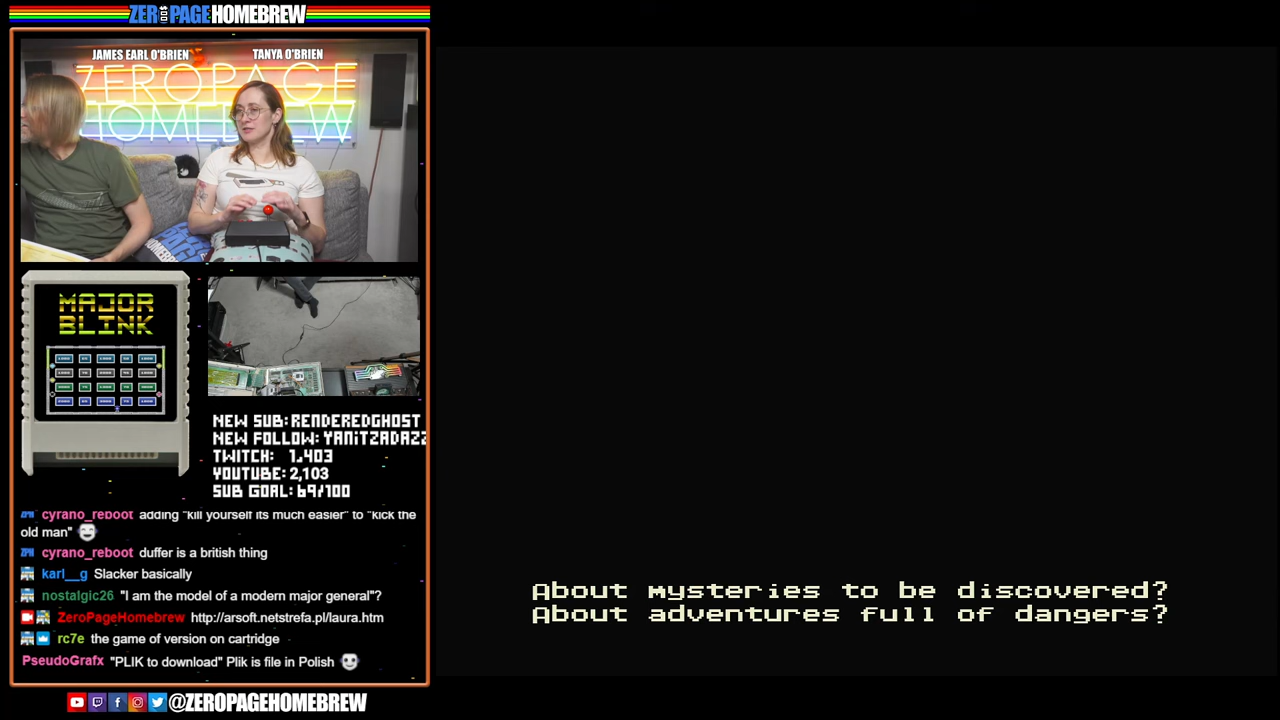 ZEROPAGE HOMEBREW
JAMES EARL O'BRIEN
TANYA O'BRIEN
ZEROPAGE
HOMEBREW
MAJOR
BLINK
NEW SUB: RENDEREDGHOST
NEW FOLLOW: YANITZADAZZ
TWITCH: 1,403
YOUTUBE: 2,103
SUB GOAL: 69/100
cyrano_reboot adding "kill yourself its much easier" to "kick the
old man"
cyrano_reboot duffer is a british thing
karl__g Slacker basically
nostalgic26 "I am the model of a modern major general"?
ZeroPageHomebrew http://arsoft.netstrefa.pl/laura.htm
rc7e the game of version on cartridge
PseudoGrafx "PLIK to download" Plik is file in Polish
@ZEROPAGEHOMEBREW
About mysteries to be discovered?
About adventures full of dangers?